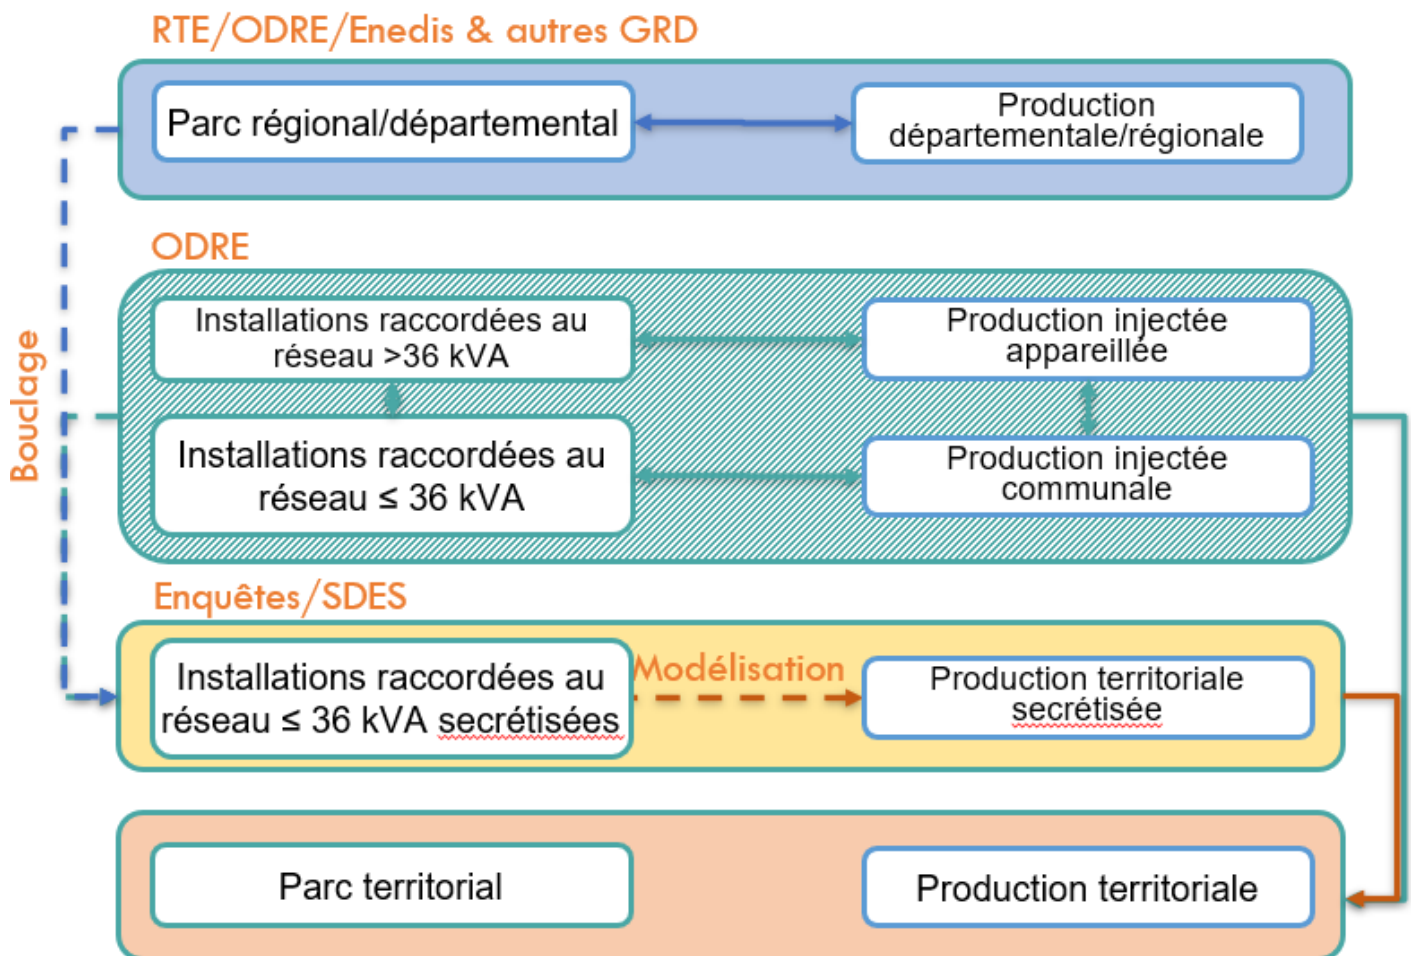 RTE/ODRE/Enedis & autres GRD
Parc régional/départemental
Production
départementale/régionale
ODRE
Installations raccordées au
réseau >36 kVA
Production injectée
appareillée
Bouclage
Installations raccordées au
réseau ≤ 36 kVA
Production injectée
communale
Enquêtes/SDES
Installations raccordées au
réseau ≤ 36 kVA secrétisées
Modélisation
Production territoriale
secrétisée
Parc territorial
Production territoriale